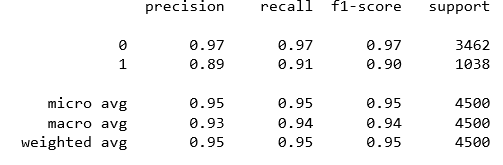 precision recall f1-score support
0 0.97 0.97 0.97 3462
1 0.89 0.91 0.90 1038
micro avg 0.95 0.95 0.95 4500
macro avg 0.93 0.94 0.94 4500
weighted avg 0.95 0.95 0.95 4500